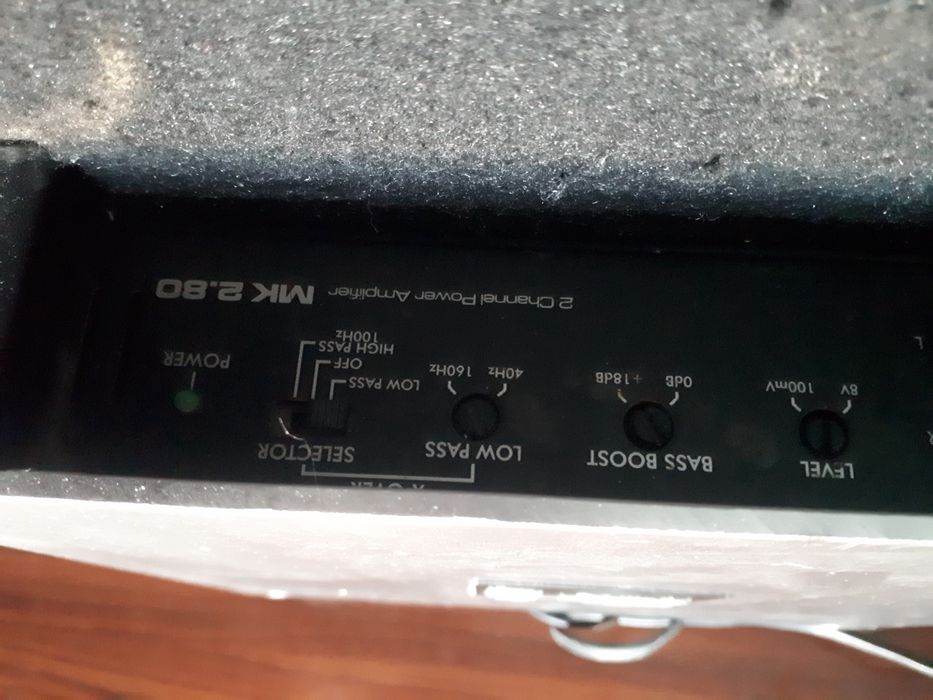 X-OVER
LEVEL
8V 100mV
BASS BOOST
0dB +18dB
LOW PASS
40Hz 160Hz
SELECTOR
LOW PASS
OFF
HIGH PASS
100Hz
POWER
R
L
2 Channel Power Amplifier MK 2.80